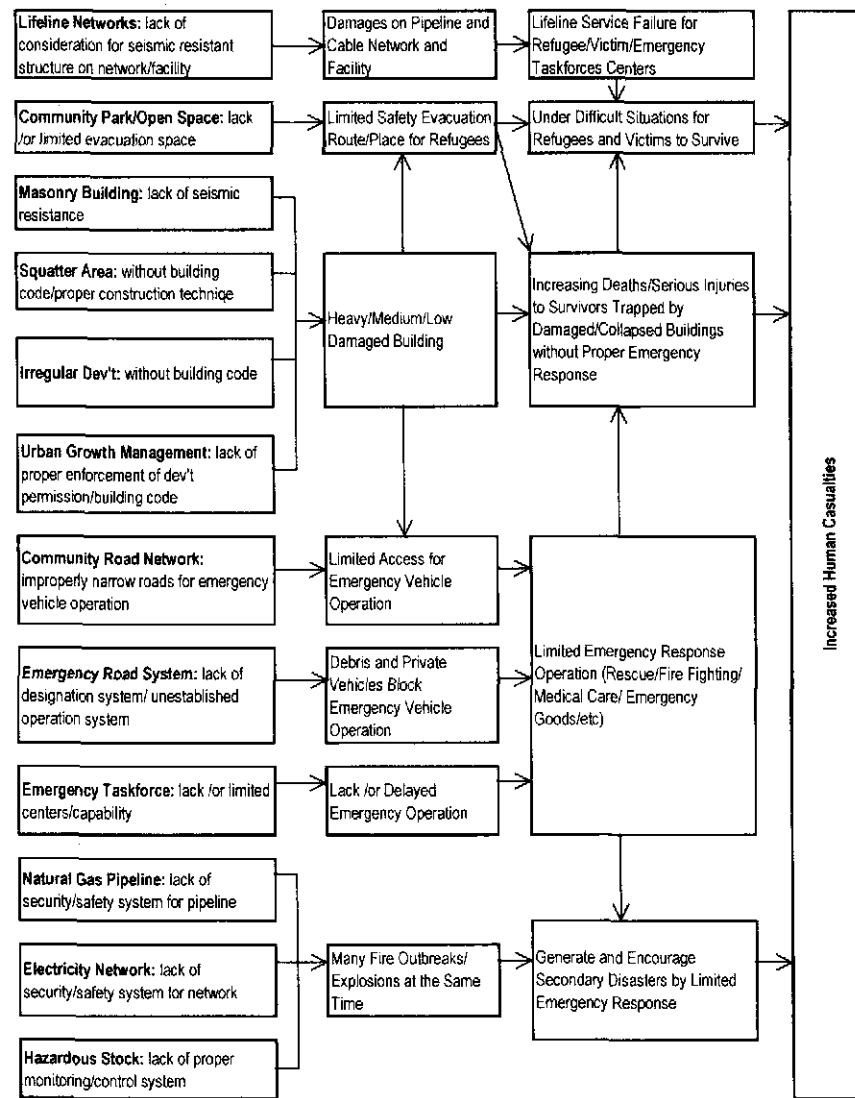 Lifeline Networks: lack of
consideration for seismic resistant
structure on network/facility
Damages on Pipeline and
Cable Network and
Facility
Lifeline Service Failure for
Refugee/Victim/Emergency
Taskforces Centers
Community Park/Open Space: lack
/or limited evacuation space
Limited Safety Evacuation
Route/Place for Refugees
Under Difficult Situations for
Refugees and Victims to Survive
Masonry Building: lack of seismic
resistance
Squatter Area: without building
code/proper construction techniqe
Irregular Dev't: without building code
Urban Growth Management: lack of
proper enforcement of dev't
permission/building code
Heavy/Medium/Low
Damaged Building
Increasing Deaths/Serious Injuries
to Survivors Trapped by
Damaged/Collapsed Buildings
without Proper Emergency
Response
Community Road Network:
improperly narrow roads for emergency
vehicle operation
Limited Access for
Emergency Vehicle
Operation
Emergency Road System: lack of
designation system/ unestablished
operation system
Debris and Private
Vehicles Block
Emergency Vehicle
Operation
Limited Emergency Response
Operation (Rescue/Fire Fighting/
Medical Care/ Emergency
Goods/etc)
Emergency Taskforce: lack /or limited
centers/capability
Lack /or Delayed
Emergency Operation
Natural Gas Pipeline: lack of
security/safety system for pipeline
Electricity Network: lack of
security/safety system for network
Hazardous Stock: lack of proper
monitoring/control system
Many Fire Outbreaks/
Explosions at the Same
Time
Generate and Encourage
Secondary Disasters by Limited
Emergency Response
Increased Human Casualties